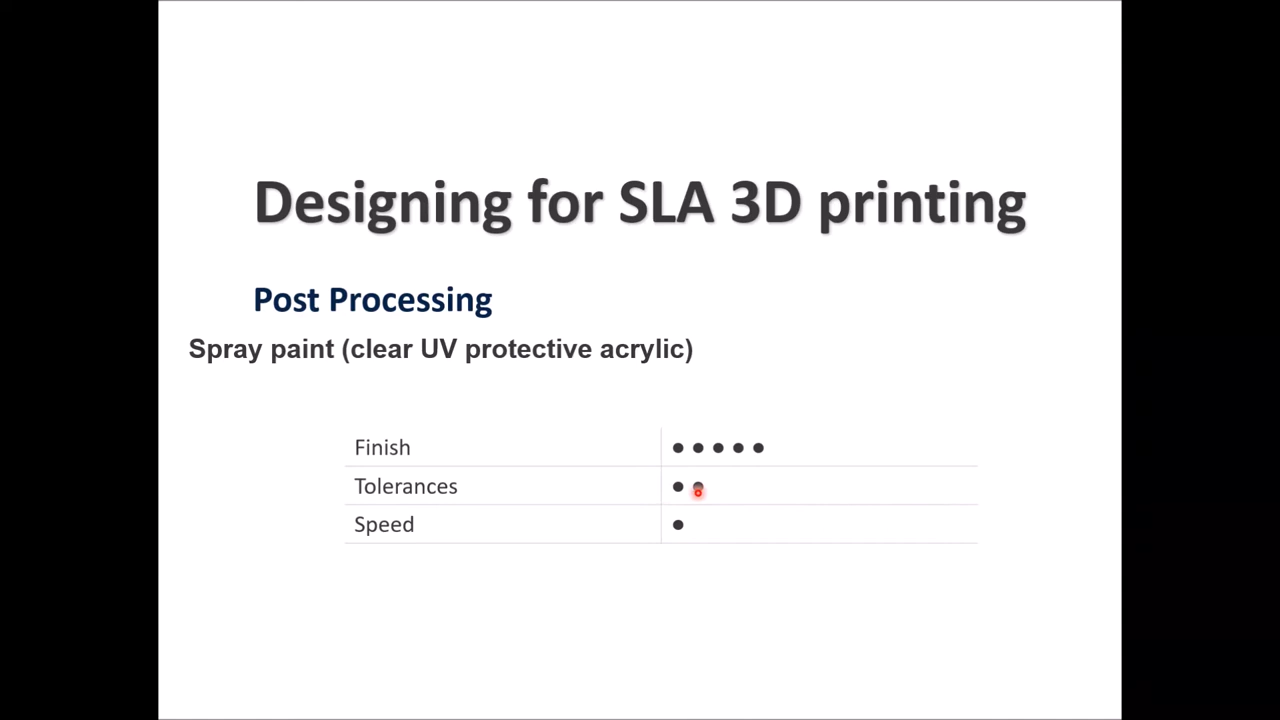 Designing for SLA 3D printing
Post Processing
Spray paint (clear UV protective acrylic)
Finish ● ● ● ● ●
Tolerances ● ●
Speed ●